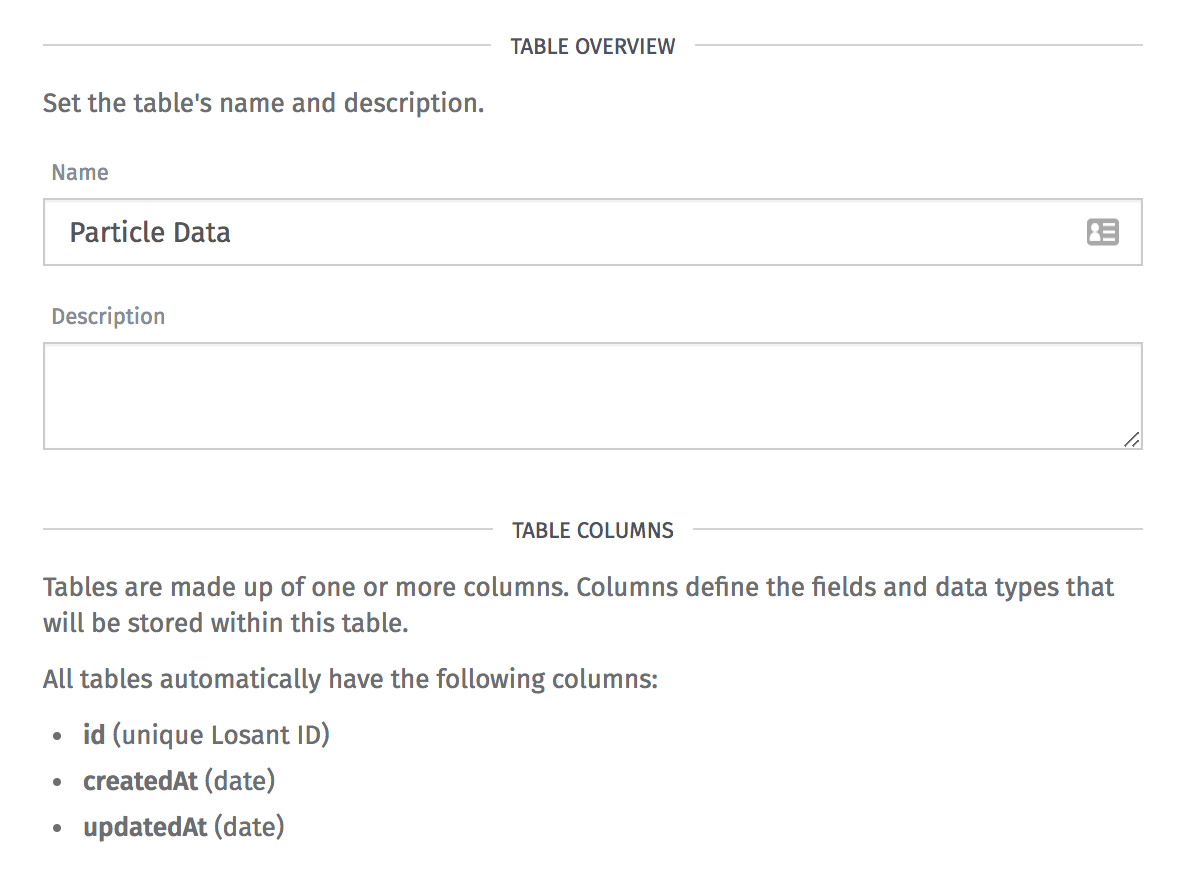 TABLE OVERVIEW
Set the table's name and description.
Name
Particle Data
Description
TABLE COLUMNS
Tables are made up of one or more columns. Columns define the fields and data types that
will be stored within this table.
All tables automatically have the following columns:
• id (unique Losant ID)
• createdAt (date)
• updatedAt (date)